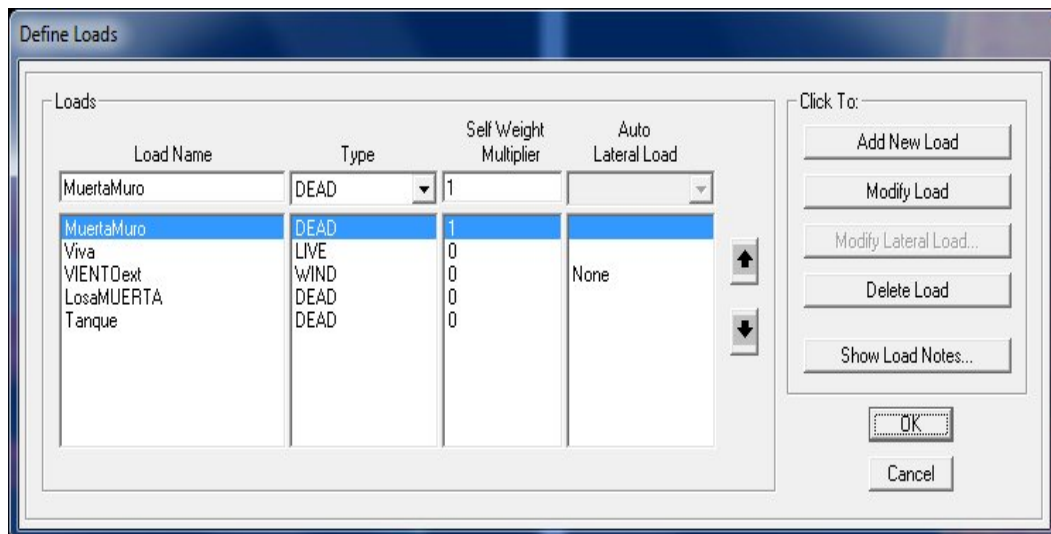 Define Loads
Loads
Click To:
Load Name Type Self Weight Multiplier Auto Lateral Load
MuertaMuro DEAD 1
MuertaMuro DEAD 1
Viva LIVE 0
VIENTOext WIND 0 None
LosaMUERTA DEAD 0
Tanque DEAD 0
Add New Load
Modify Load
Modify Lateral Load...
Delete Load
Show Load Notes...
OK
Cancel